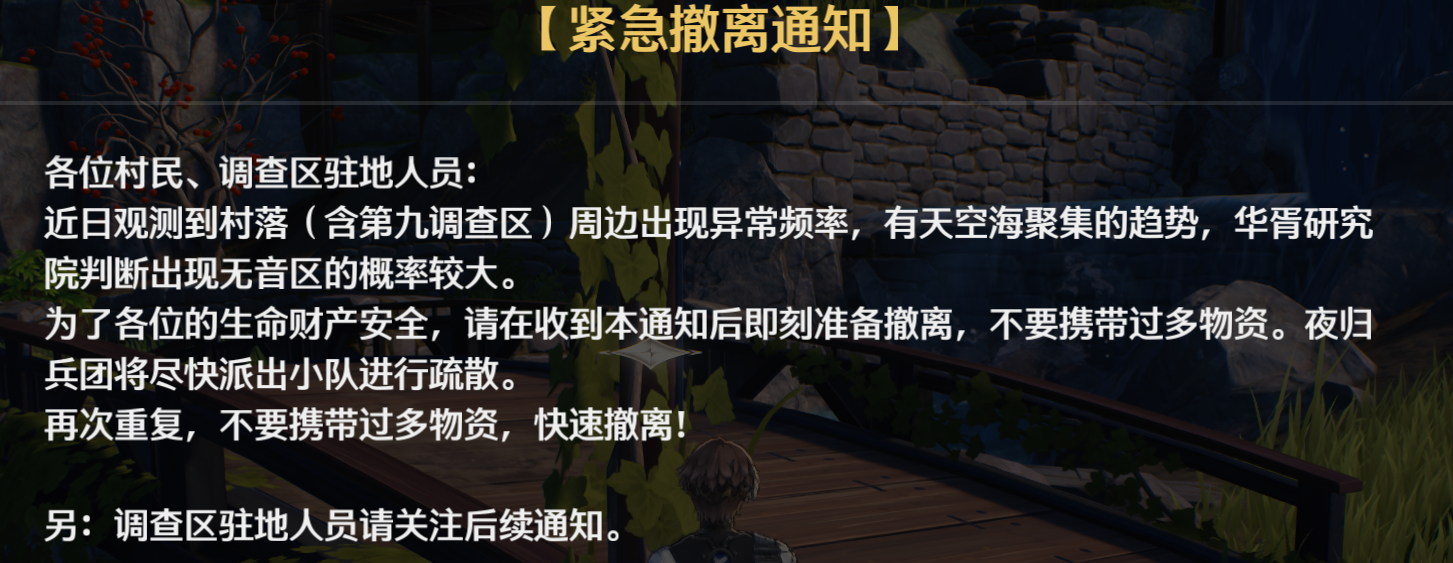 【紧急撤离通知】
各位村民、调查区驻地人员：
近日观测到村落（含第九调查区）周边出现异常频率，有天空海聚集的趋势，华胥研究
院判断出现无音区的概率较大。
为了各位的生命财产安全，请在收到本通知后即刻准备撤离，不要携带过多物资。夜归
兵团将尽快派出小队进行疏散。
再次重复，不要携带过多物资，快速撤离！
另：调查区驻地人员请关注后续通知。